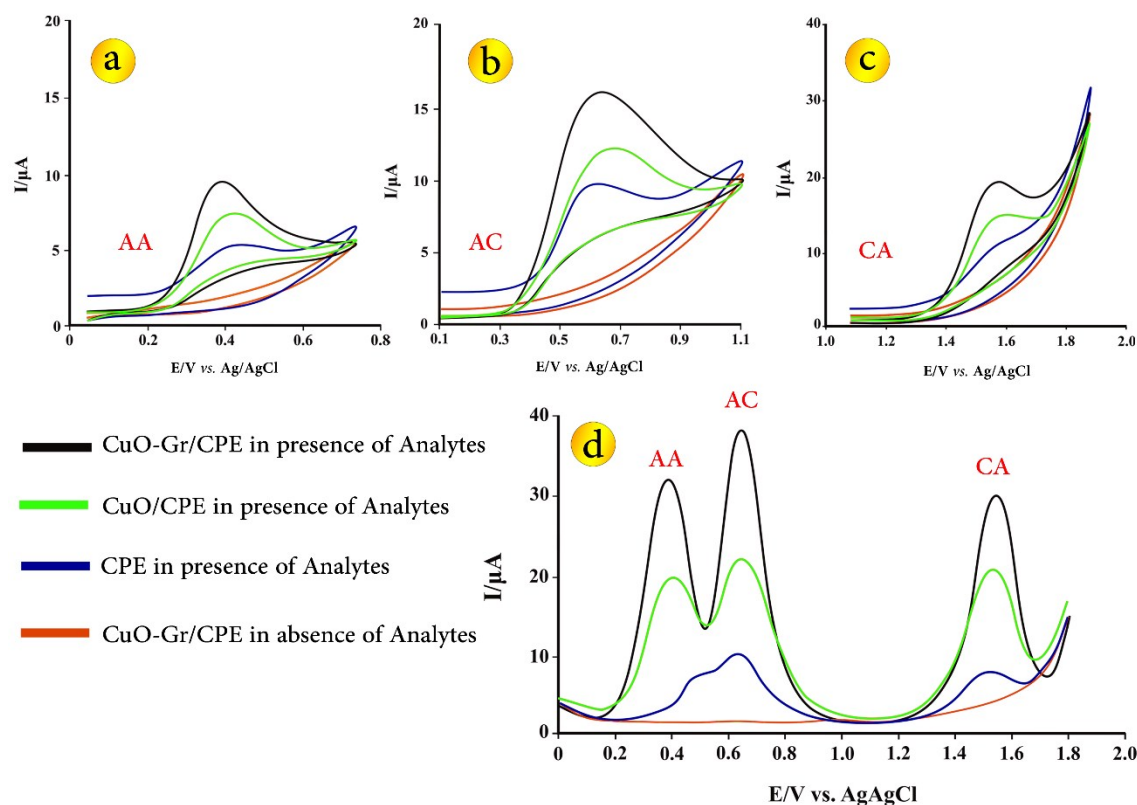 a
20
15
10
5
0
I/µA
AA
0
0.2
0.4
0.6
0.8
E/V vs. Ag/AgCl
b
20
15
10
5
0
I/µA
AC
0.1
0.3
0.5
0.7
0.9
1.1
E/V vs. Ag/AgCl
c
40
30
20
10
0
I/µA
CA
1.0
1.2
1.4
1.6
1.8
2.0
E/V vs. Ag/AgCl
CuO-Gr/CPE in presence of Analytes
CuO/CPE in presence of Analytes
CPE in presence of Analytes
CuO-Gr/CPE in absence of Analytes
d
40
30
20
10
0
I/µA
AA
AC
CA
0
0.2
0.4
0.6
0.8
1.0
1.2
1.4
1.6
1.8
2.0
E/V vs. AgAgCl